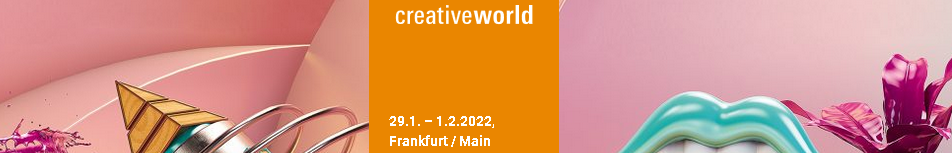 creativeworld
29.1. – 1.2.2022,
Frankfurt / Main